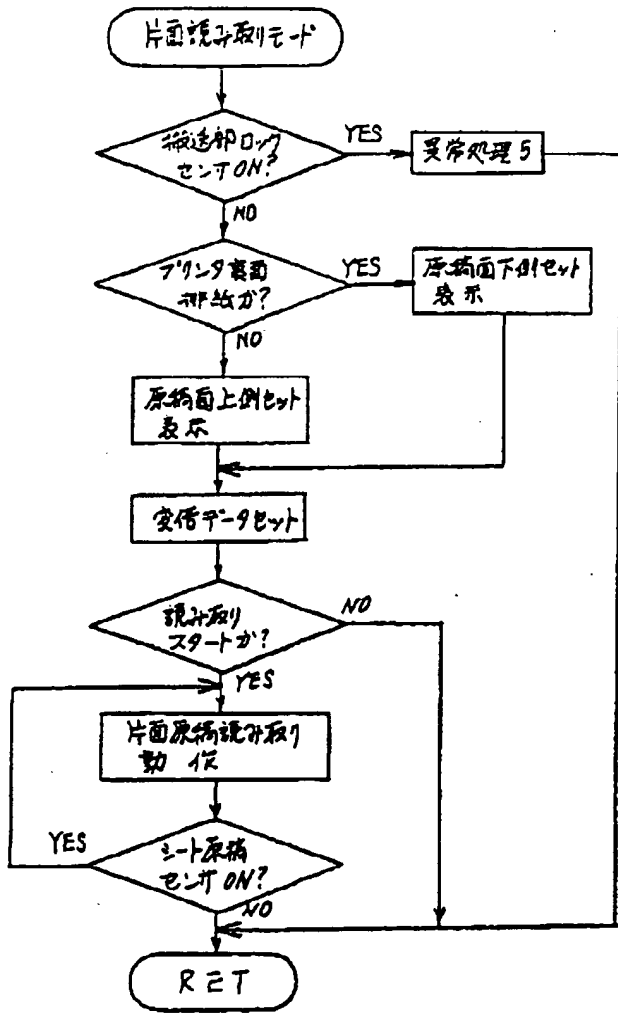 片面読み取りモード
搬送部ロック
センサON?
YES
異常処理5
NO
プリンタ裏面
排紙か?
YES
原稿面下側セット
表示
NO
原稿面上側セット
表示
変倍データセット
読み取り
スタートか?
NO
YES
片面原稿読み取り
動作
シート原稿
センサON?
YES
NO
RET